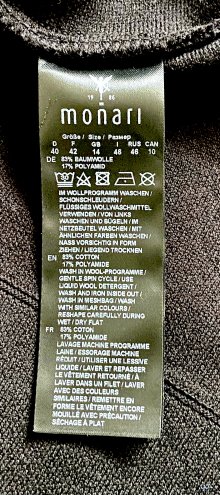 19 86
monari
Größe / Size / Размер
D F GB I RUS CAN
40 42 14 46 46 10
DE 83% BAUMWOLLE
17% POLYAMID
30
IM WOLLPROGRAMM WASCHEN /
SCHONSCHLEUDERN /
FLÜSSIGES WOLLWASCHMITTEL
VERWENDEN / VON LINKS
WASCHEN UND BÜGELN / IM
NETZBEUTEL WASCHEN / MIT
ÄHNLICHEN FARBEN WASCHEN /
NASS VORSICHTIG IN FORM
ZIEHEN / LIEGEND TROCKNEN
EN 83% COTTON
17% POLYAMIDE
WASH IN WOOL-PROGRAMME /
GENTLE SPIN CYCLE / USE
LIQUID WOOL DETERGENT /
WASH AND IRON INSIDE OUT
WASH IN MESHBAG / WASH
WITH SIMILAR COLOURS /
RESHAPE CAREFULLY DURING
WET / DRY FLAT
FR 83% COTON
17% POLYAMIDE
LAVAGE MACHINE PROGRAMME
LAINE / ESSORAGE MACHINE
RÉDUIT / UTILISER UNE LESSIVE
LIQUIDE / LAVER ET REPASSER
LE VÊTEMENT RETOURNÉ / À
LAVER DANS UN FILET / LAVER
AVEC DES COULEURS
SIMILAIRES / REMETTRE EN
FORME LE VÊTEMENT ENCORE
MOUILLÉ AVEC PRÉCAUTION /
SÉCHAGE À PLAT